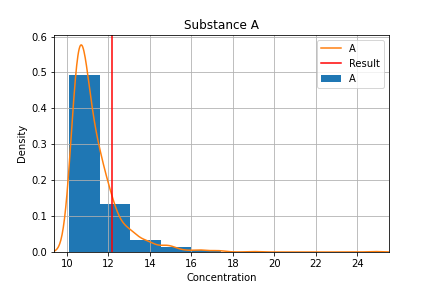 Substance A
0.6
0.5
0.4
0.3
0.2
0.1
0.0
Density
A
Result
A
10 12 14 16 18 20 22 24
Concentration